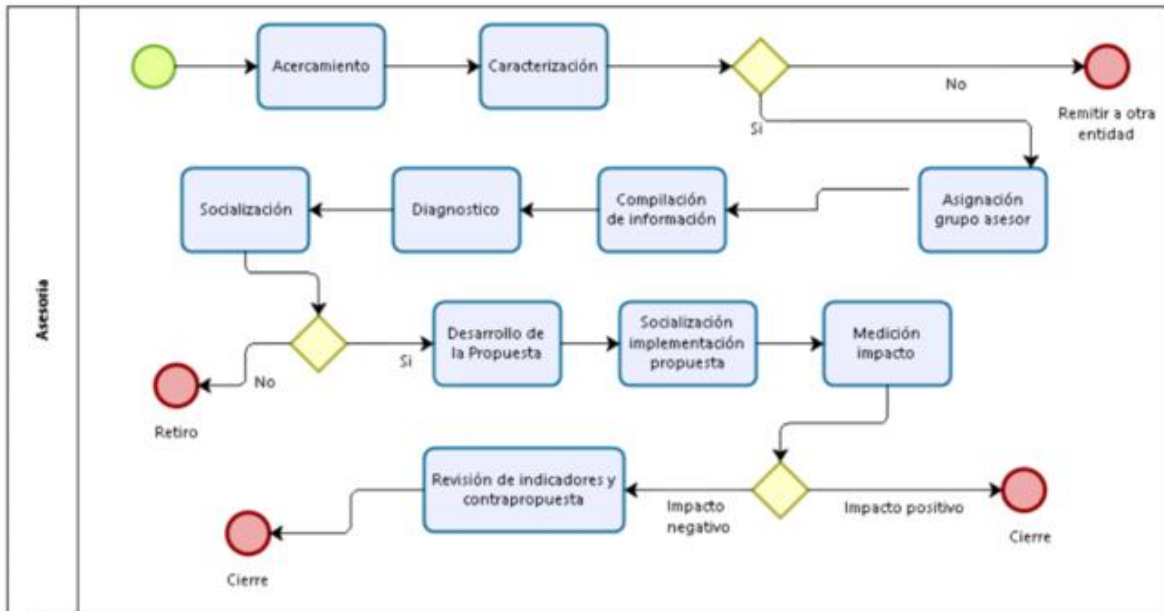 Asesoria
Acercamiento
Caracterización
No
Remitir a otra
entidad
Si
Asignación
grupo asesor
Compilación
de información
Diagnostico
Socialización
No
Retiro
Si
Desarrollo de
la Propuesta
Socialización
implementación
propuesta
Medición
impacto
Impacto positivo
Cierre
Impacto
negativo
Revisión de indicadores y
contrapropuesta
Cierre